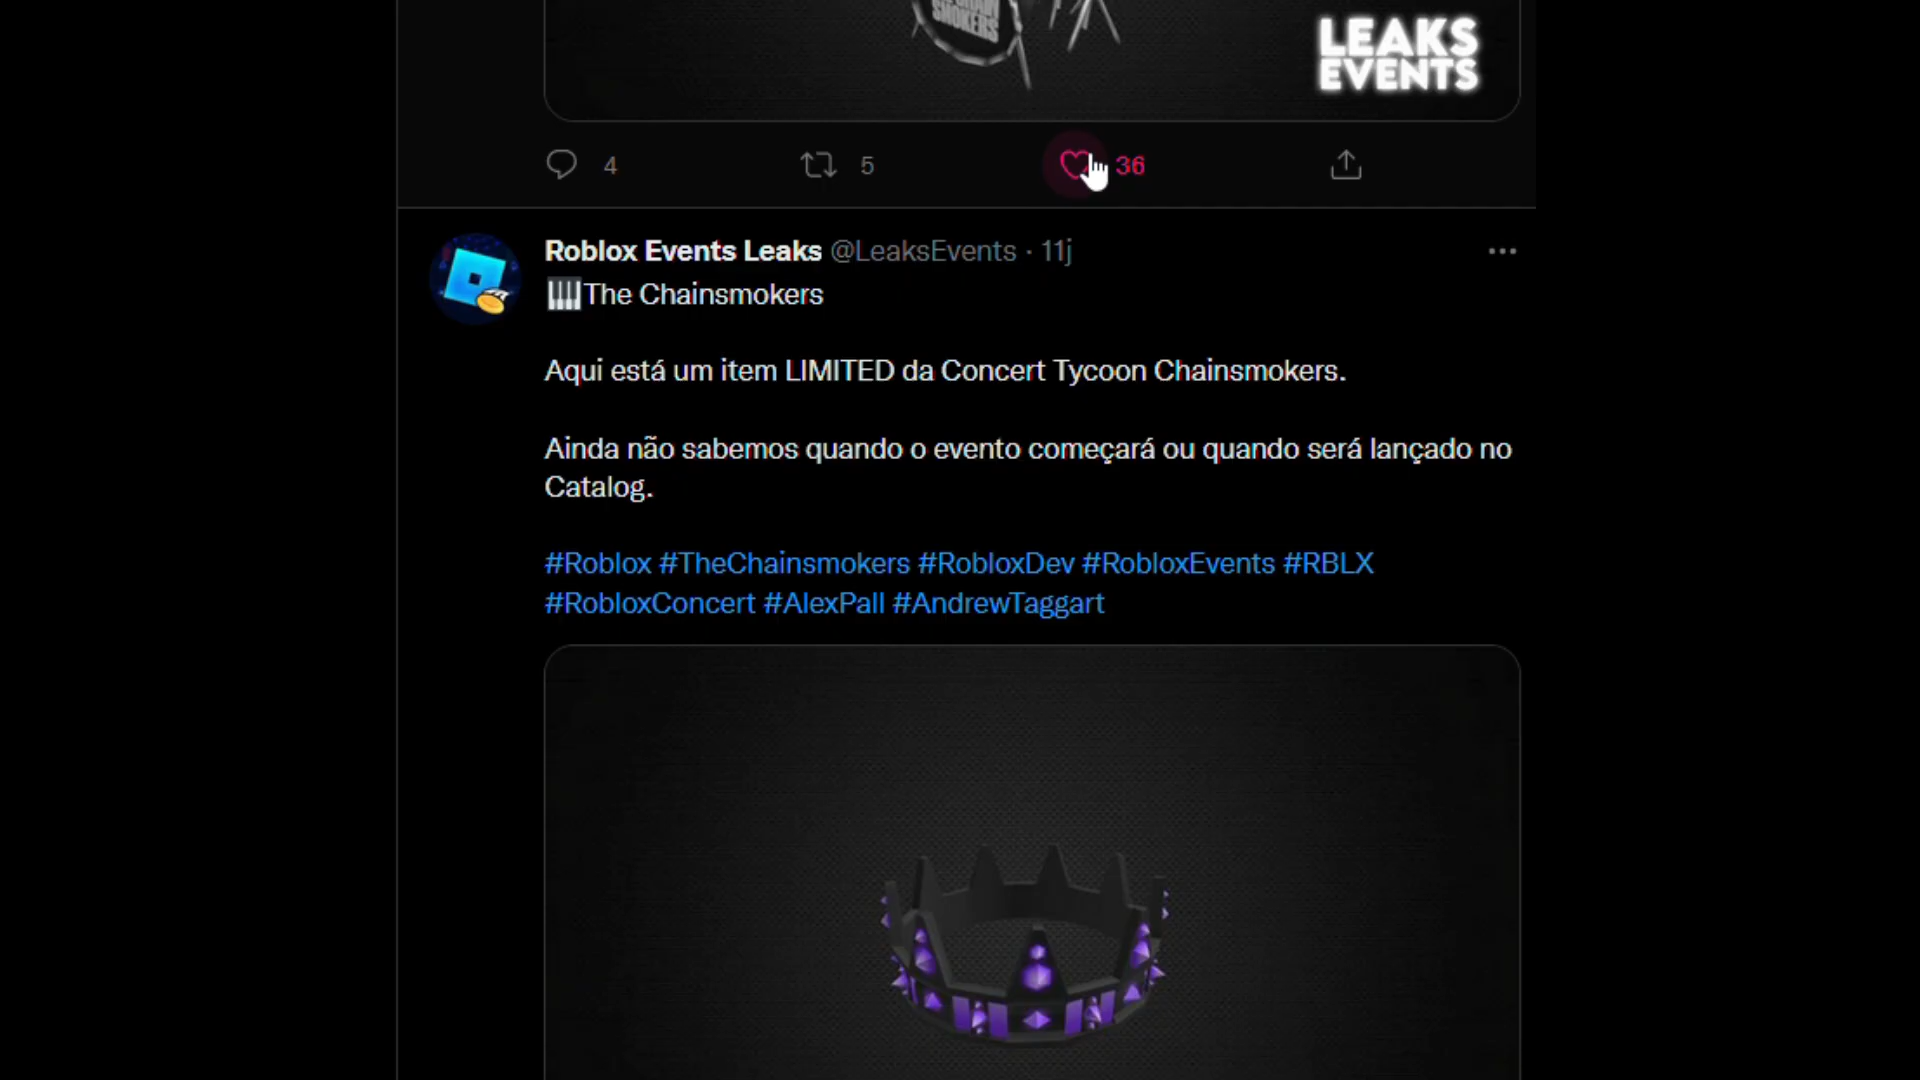 CHAIN
SMOKERS
LEAKS
EVENTS
4 5 36
Roblox Events Leaks @LeaksEvents · 11j
🎹The Chainsmokers
Aqui está um item LIMITED da Concert Tycoon Chainsmokers.
Ainda não sabemos quando o evento começará ou quando será lançado no
Catalog.
#Roblox #TheChainsmokers #RobloxDev #RobloxEvents #RBLX
#RobloxConcert #AlexPall #AndrewTaggart